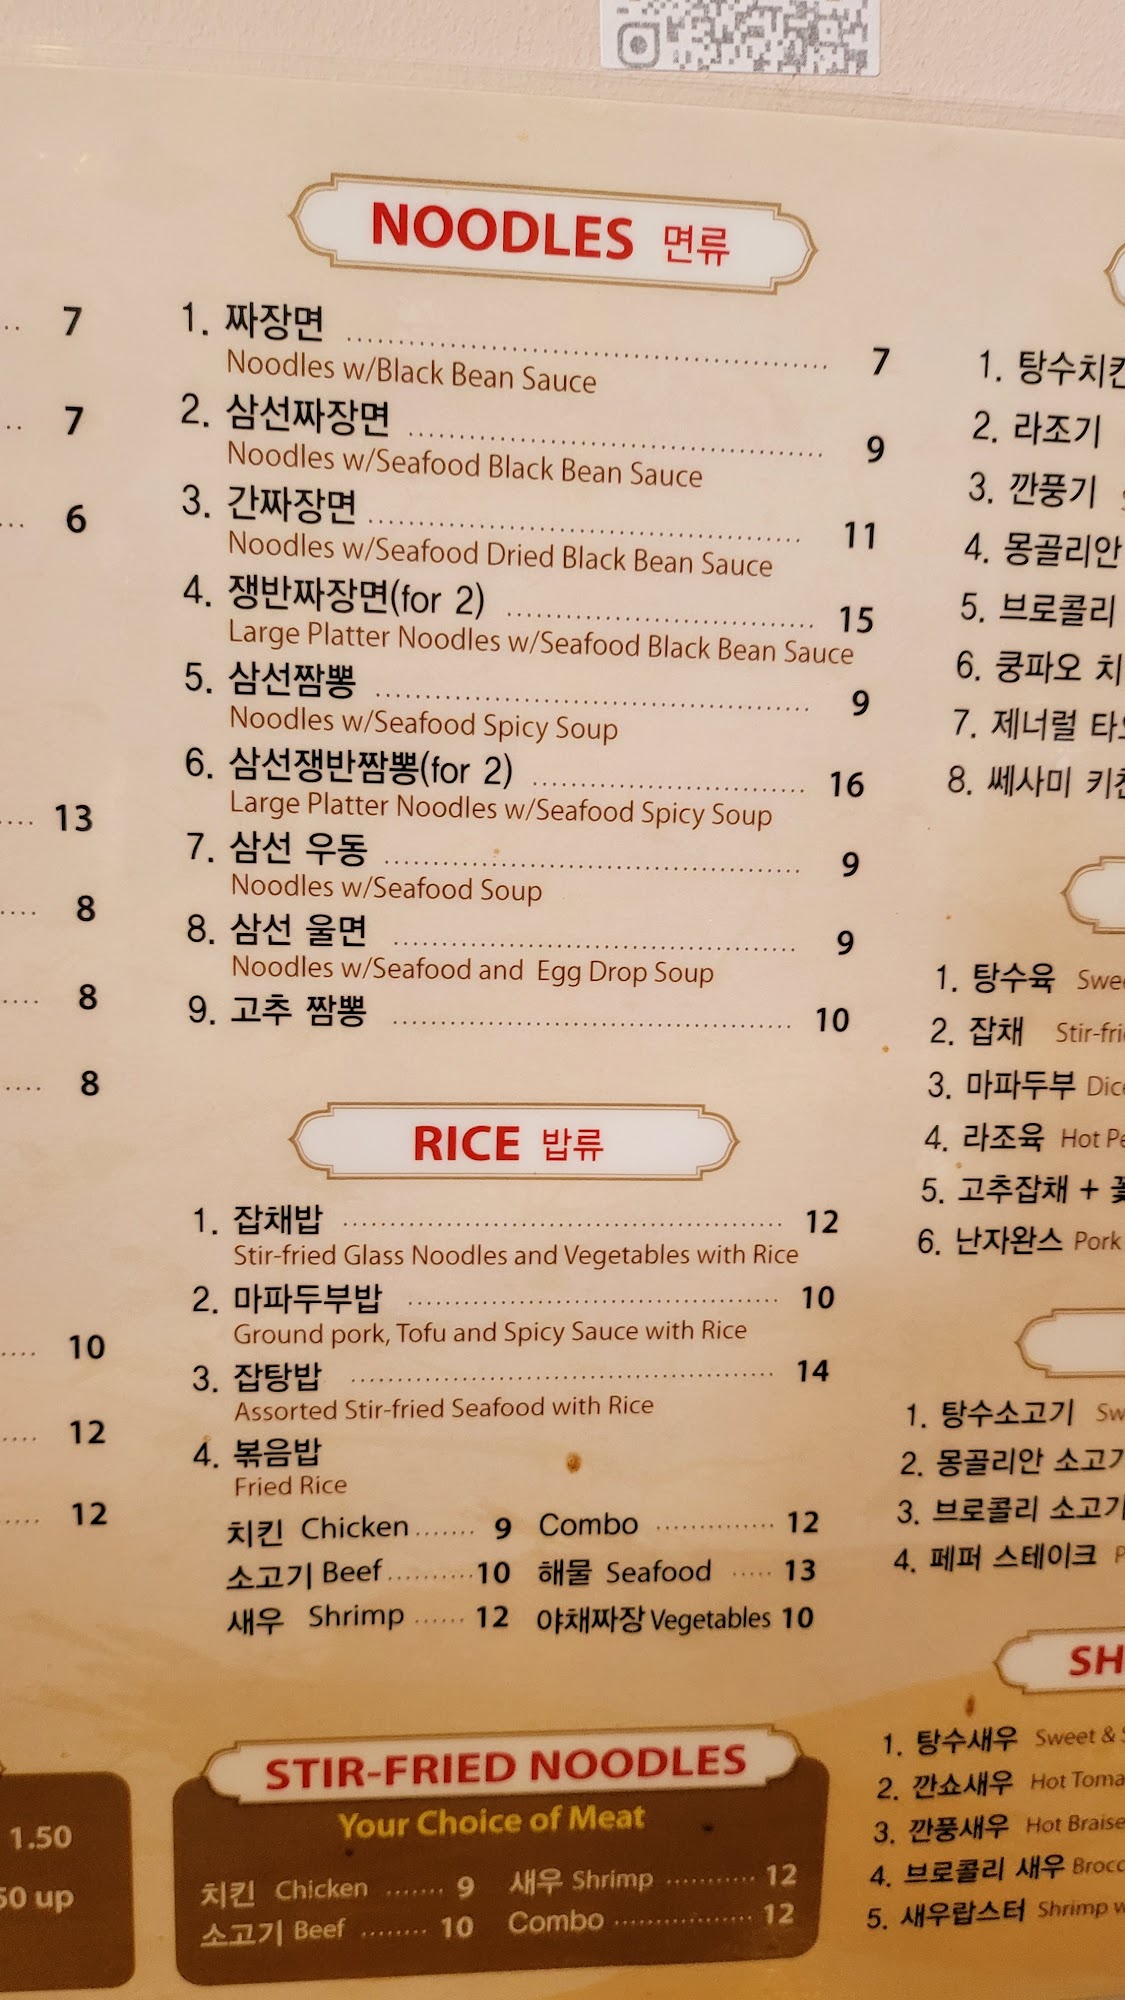 7
7
6
13
8
8
8
10
12
12
1.50
50 up
NOODLES 면류
1. 짜장면 7
Noodles w/Black Bean Sauce
2. 삼선짜장면 9
Noodles w/Seafood Black Bean Sauce
3. 간짜장면 11
Noodles w/Seafood Dried Black Bean Sauce
4. 쟁반짜장면(for 2) 15
Large Platter Noodles w/Seafood Black Bean Sauce
5. 삼선짬뽕 9
Noodles w/Seafood Spicy Soup
6. 삼선쟁반짬뽕(for 2) 16
Large Platter Noodles w/Seafood Spicy Soup
7. 삼선 우동 9
Noodles w/Seafood Soup
8. 삼선 울면 9
Noodles w/Seafood and Egg Drop Soup
9. 고추 짬뽕 10
RICE 밥류
1. 잡채밥 12
Stir-fried Glass Noodles and Vegetables with Rice
2. 마파두부밥 10
Ground pork, Tofu and Spicy Sauce with Rice
3. 잡탕밥 14
Assorted Stir-fried Seafood with Rice
4. 볶음밥
Fried Rice
치킨 Chicken 9 Combo 12
소고기 Beef 10 해물 Seafood 13
새우 Shrimp 12 야채짜장 Vegetables 10
STIR-FRIED NOODLES
Your Choice of Meat
치킨 Chicken 9 새우 Shrimp 12
소고기 Beef 10 Combo 12
1. 탕수치킨
2. 라조기
3. 깐풍기
4. 몽골리안
5. 브로콜리
6. 쿵파오 치
7. 제너럴 타
8. 쎄사미 키친
1. 탕수육 Swe
2. 잡채 Stir-fri
3. 마파두부 Dice
4. 라조육 Hot Pe
5. 고추잡채 + 꽃
6. 난자완스 Pork
1. 탕수소고기 Sw
2. 몽골리안 소고기
3. 브로콜리 소고기
4. 페퍼 스테이크 P
SH
1. 탕수새우 Sweet &
2. 깐쇼새우 Hot Toma
3. 깐풍새우 Hot Braise
4. 브로콜리 새우 Brocc
5. 새우랍스터 Shrimp w